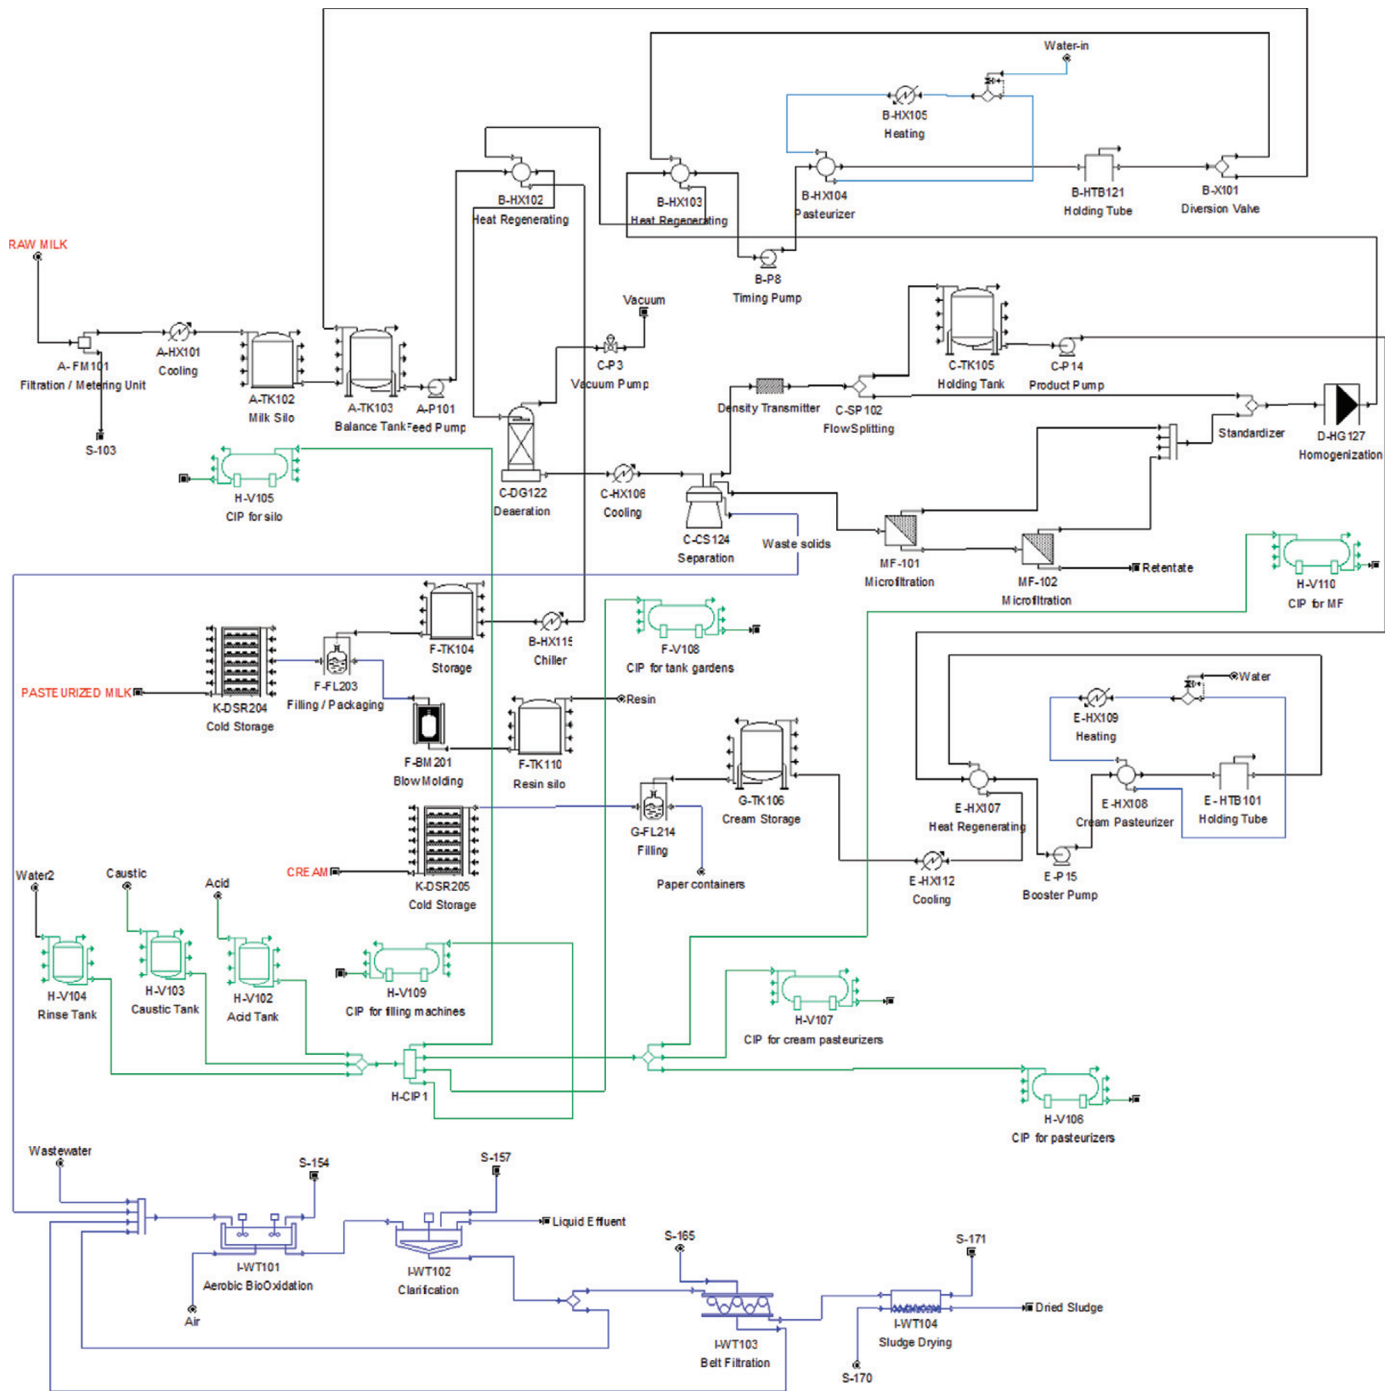 Water-in
B-HX105
Heating
B-HX102
Heat Regenerating
B-HX103
Heat Regenerating
B-HX104
Pasteurizer
B-HTB121
Holding Tube
B-X101
Diversion Valve
RAW MILK
B-P8
Timing Pump
Vacuum
A-FM101
Filtration / Metering Unit
A-HX101
Cooling
A-TK102
Milk Silo
A-TK103
Balance Tank
A-P101
Feed Pump
C-P3
Vacuum Pump
C-TK105
Holding Tank
C-P14
Product Pump
Density Transmitter
C-SP102
FlowSplitting
Standardizer
D-HG127
Homogenization
S-103
H-V105
CIP for silo
C-DG122
Deaeration
C-HX106
Cooling
C-CS124
Separation
Waste solids
MF-101
Microfiltration
MF-102
Microfiltration
Retentate
H-V110
CIP for MF
F-TK104
Storage
B-HX115
Chiller
F-V108
CIP for tank gardens
PASTEURIZED MILK
K-DSR204
Cold Storage
F-FL203
Filling / Packaging
F-BM201
Blow Molding
Resin
F-TK110
Resin silo
Water
E-HX109
Heating
G-TK106
Cream Storage
G-FL214
Filling
E-HX107
Heat Regenerating
E-HX108
Cream Pasteurizer
E-HTB101
Holding Tube
CREAM
K-DSR205
Cold Storage
Paper containers
E-HX112
Cooling
E-P15
Booster Pump
Water2
Caustic
Acid
H-V104
Rinse Tank
H-V103
Caustic Tank
H-V102
Acid Tank
H-V109
CIP for filling machines
H-V107
CIP for cream pasteurizers
H-CIP1
H-V106
CIP for pasteurizers
Wastewater
S-154
S-157
Liquid Effluent
I-WT101
Aerobic BioOxidation
I-WT102
Clarification
Air
S-165
S-171
I-WT103
Belt Filtration
I-WT104
Sludge Drying
Dried Sludge
S-170